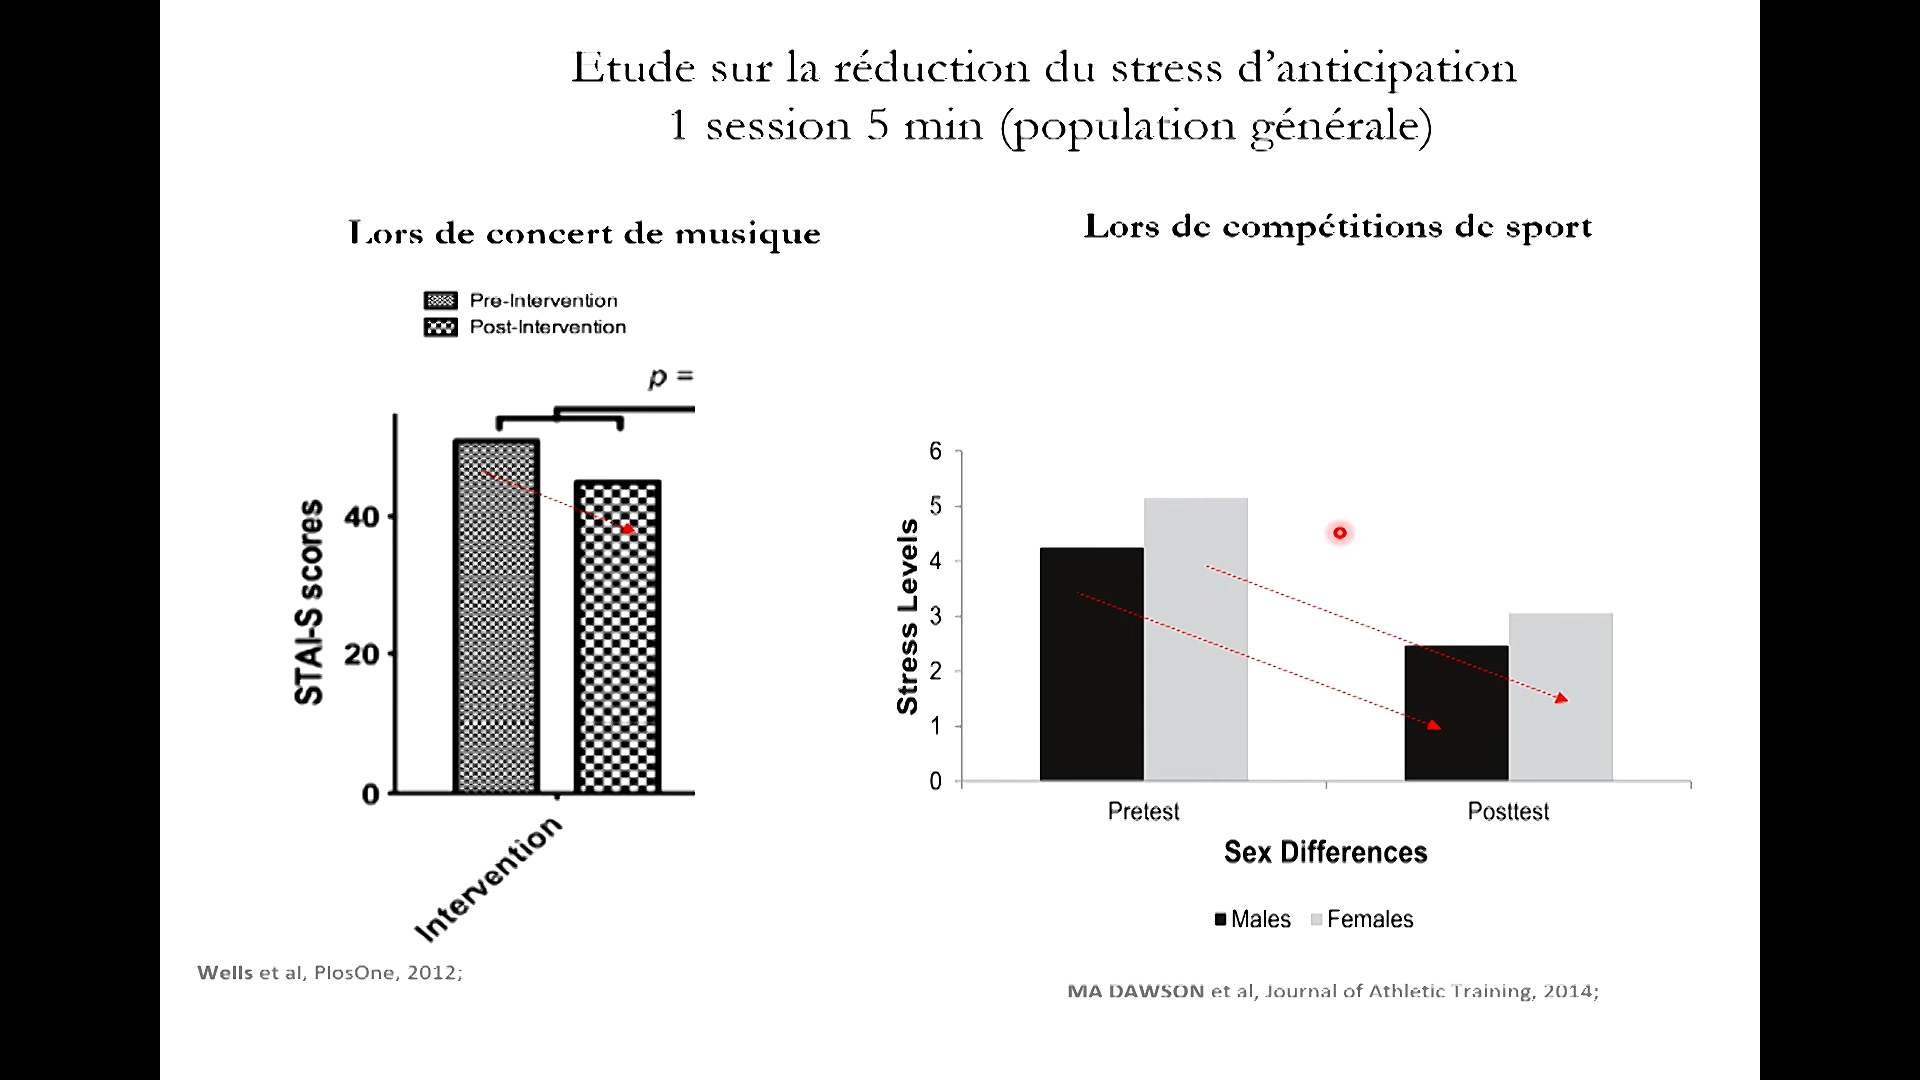 Etude sur la réduction du stress d’anticipation
1 session 5 min (population générale)
Lors de concert de musique
Pre-Intervention
Post-Intervention
p =
STAI-S scores
40
20
0
Intervention
Wells et al, PlosOne, 2012;
Lors de compétitions de sport
6
5
4
3
2
1
0
Stress Levels
Pretest
Posttest
Sex Differences
Males
Females
MA DAWSON et al, Journal of Athletic Training, 2014;